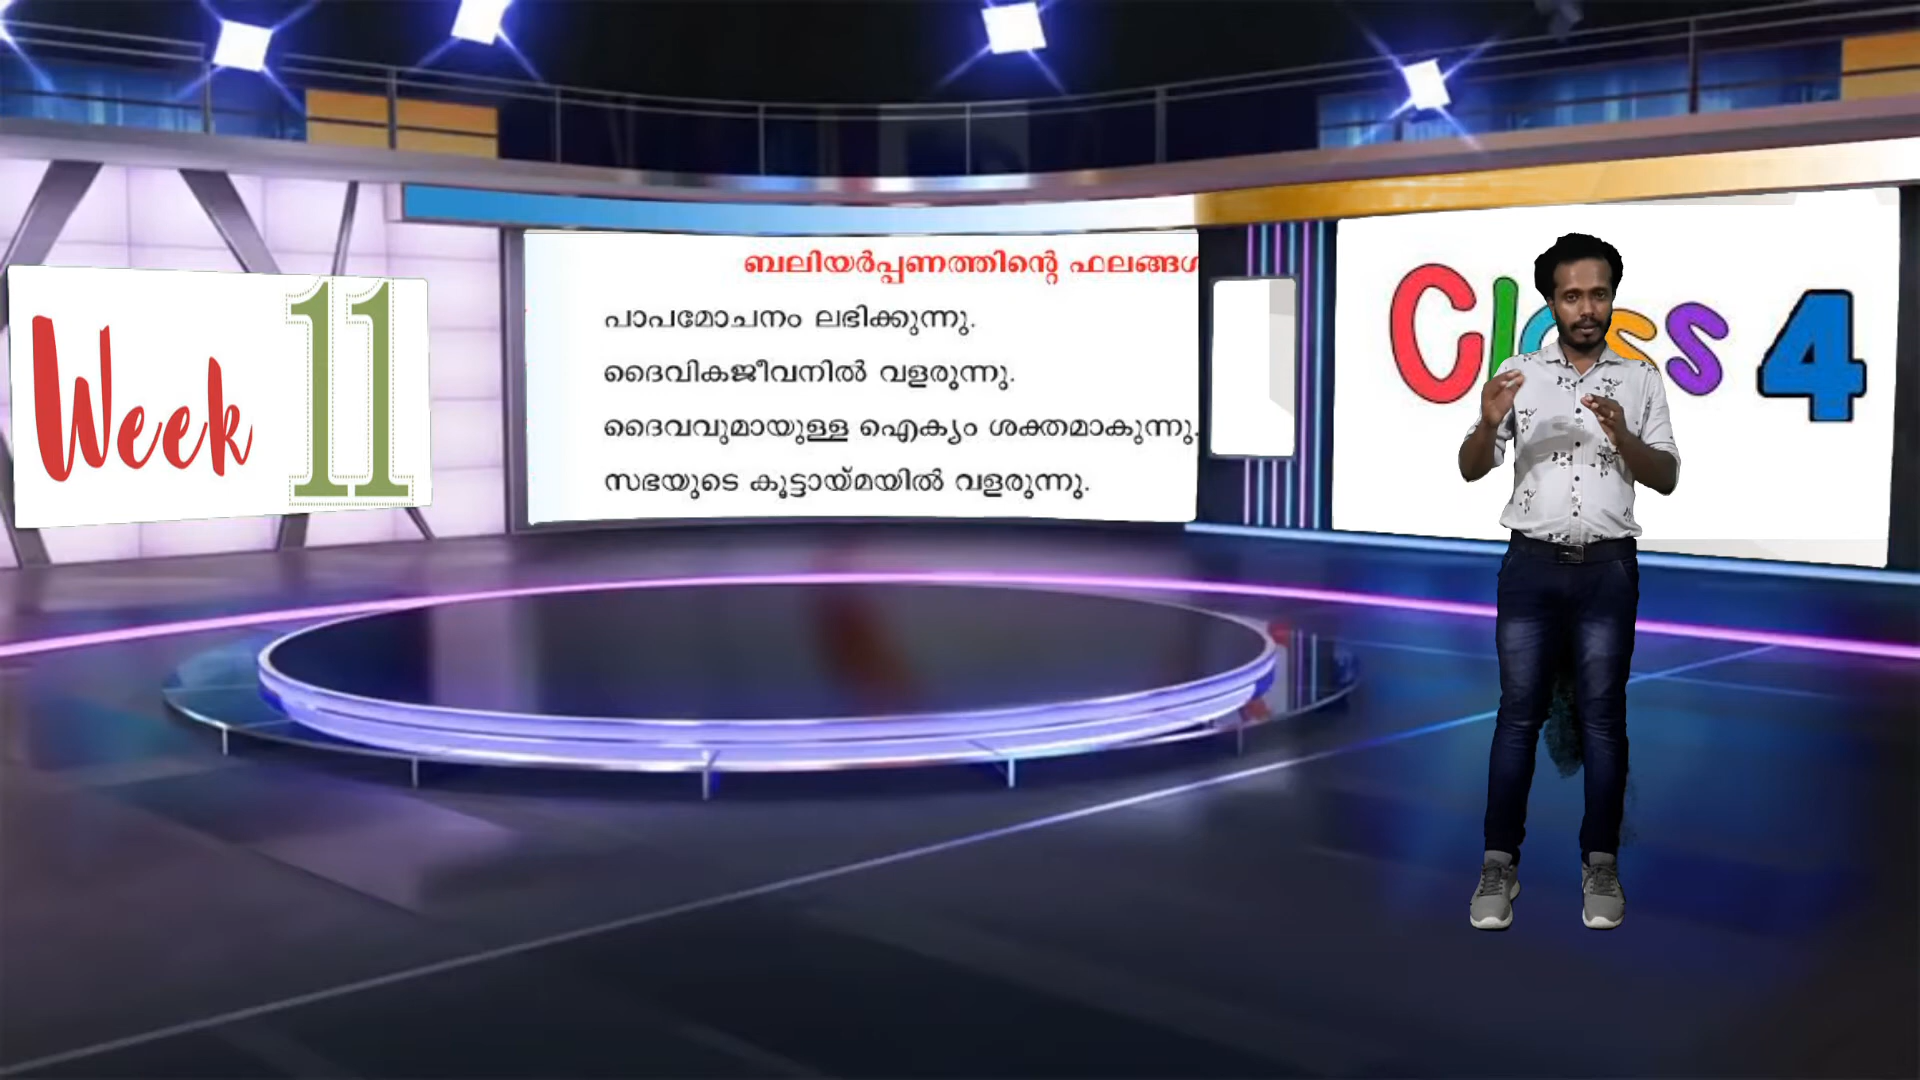 Week 11
ബലിയർപ്പണത്തിന്റെ
പാപമോചനം ലഭിക്കുന്നു.
ദൈവികജീവനിൽ വളരുന്നു.
ദൈവവുമായുള്ള ഐക്യം ശക്തമാകുന്നു.
സഭയുടെ കൂട്ടായ്മയിൽ വളരുന്നു.
Class 4